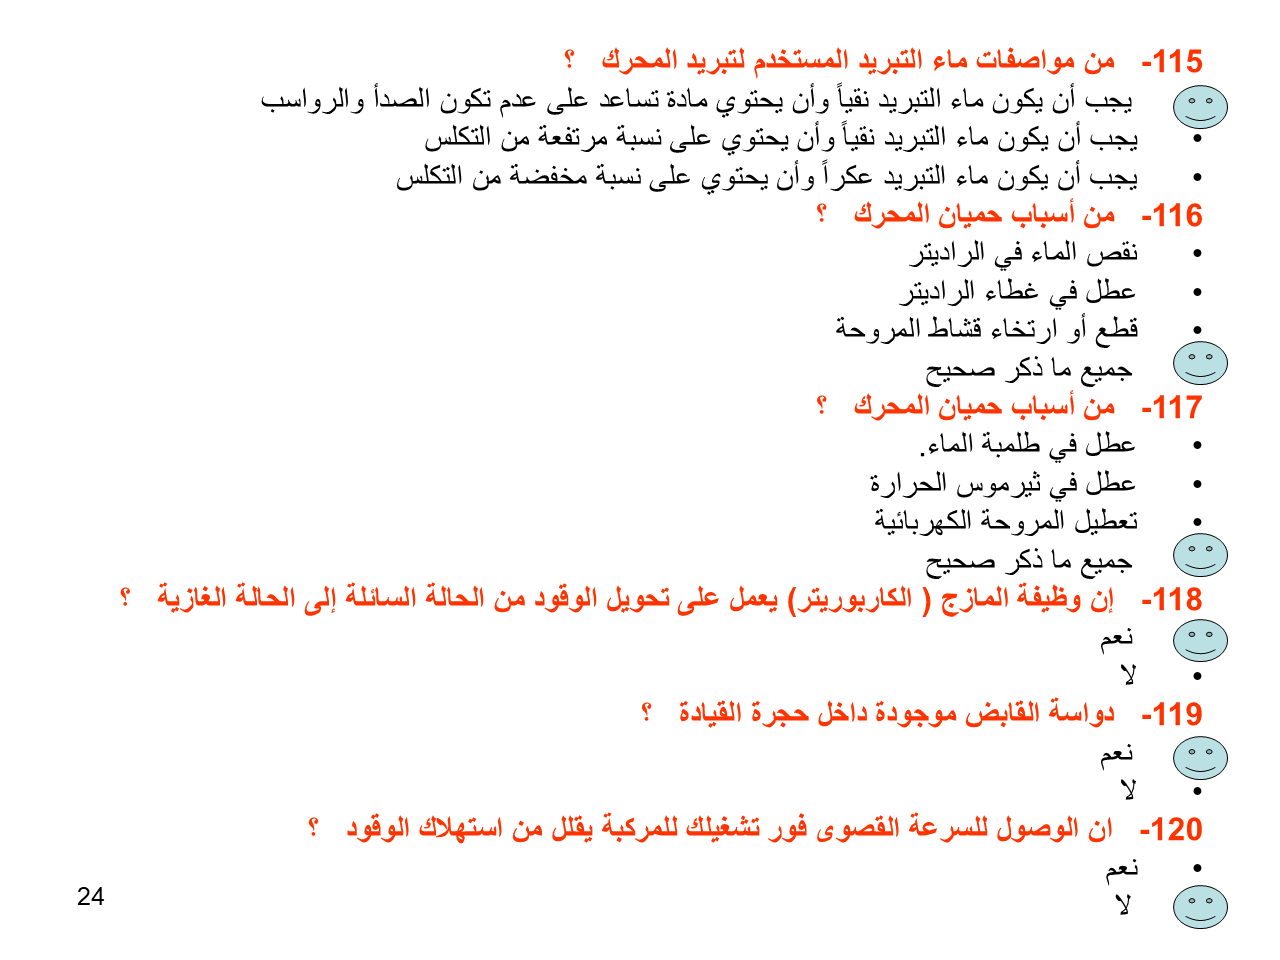 115- من مواصفات ماء التبريد المستخدم لتبريد المحرك ؟
يجب أن يكون ماء التبريد نقياً وأن يحتوي مادة تساعد على عدم تكون الصدأ والرواسب
• يجب أن يكون ماء التبريد نقياً وأن يحتوي على نسبة مرتفعة من التكلس
• يجب أن يكون ماء التبريد عكراً وأن يحتوي على نسبة مخفضة من التكلس
116- من أسباب حميان المحرك ؟
• نقص الماء في الراديتر
• عطل في غطاء الراديتر
• قطع أو ارتخاء قشاط المروحة
جميع ما ذكر صحيح
117- من أسباب حميان المحرك ؟
• عطل في طلمبة الماء.
• عطل في ثيرموس الحرارة
• تعطيل المروحة الكهربائية
جميع ما ذكر صحيح
118- إن وظيفة المازج ( الكاربوريتر) يعمل على تحويل الوقود من الحالة السائلة إلى الحالة الغازية ؟
نعم
• لا
119- دواسة القابض موجودة داخل حجرة القيادة ؟
نعم
• لا
120- ان الوصول للسرعة القصوى فور تشغيلك للمركبة يقلل من استهلاك الوقود ؟
• نعم
لا
24